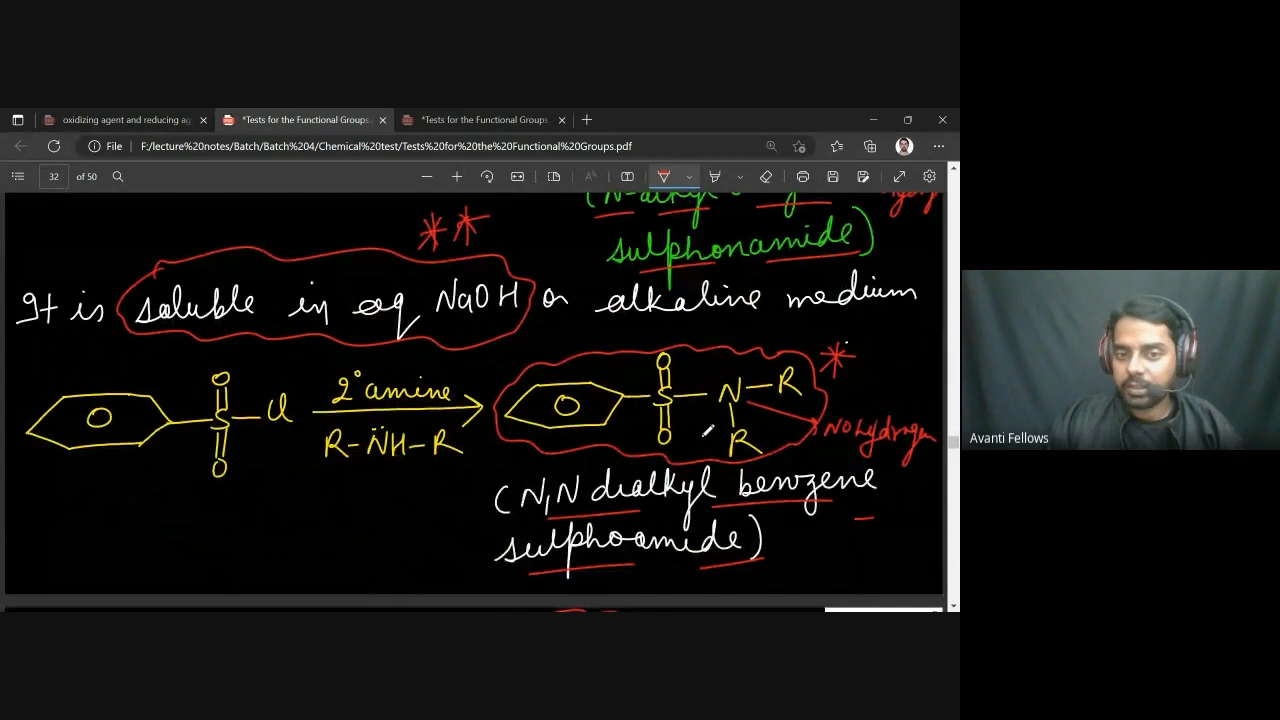 oxidizing agent and reducing ag
*Tests for the Functional Groups.
*Tests for the Functional Groups.
File F:/lecture%20notes/Batch/Batch%204/Chemical%20test/Tests%20for%20the%20Functional%20Groups.pdf
32 of 50
sulphonamide)
It is soluble in aq NaOH or alkaline medium
O
S
O
Cl
2° amine
R-N̈H-R
O
S
O
N-R
R
NO hydrogen
(N,N dialkyl benzene
sulphoamide)
Avanti Fellows